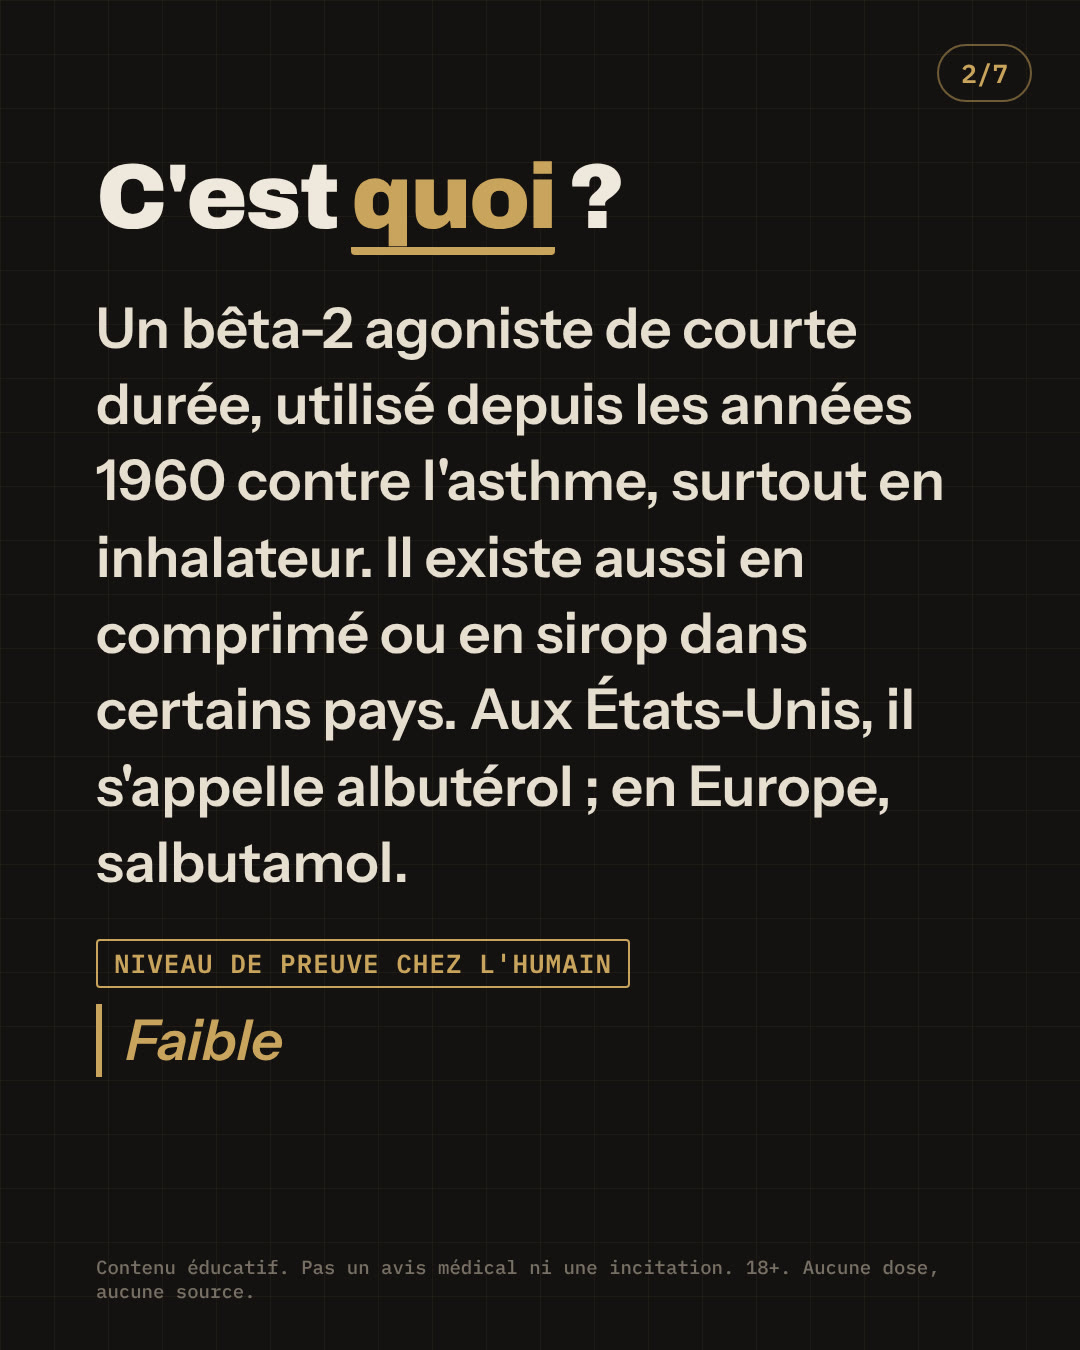 2/7
C'est quoi ?
Un bêta-2 agoniste de courte
durée, utilisé depuis les années
1960 contre l'asthme, surtout en
inhalateur. Il existe aussi en
comprimé ou en sirop dans
certains pays. Aux États-Unis, il
s'appelle albutérol ; en Europe,
salbutamol.
NIVEAU DE PREUVE CHEZ L'HUMAIN
Faible
Contenu éducatif. Pas un avis médical ni une incitation. 18+. Aucune dose,
aucune source.